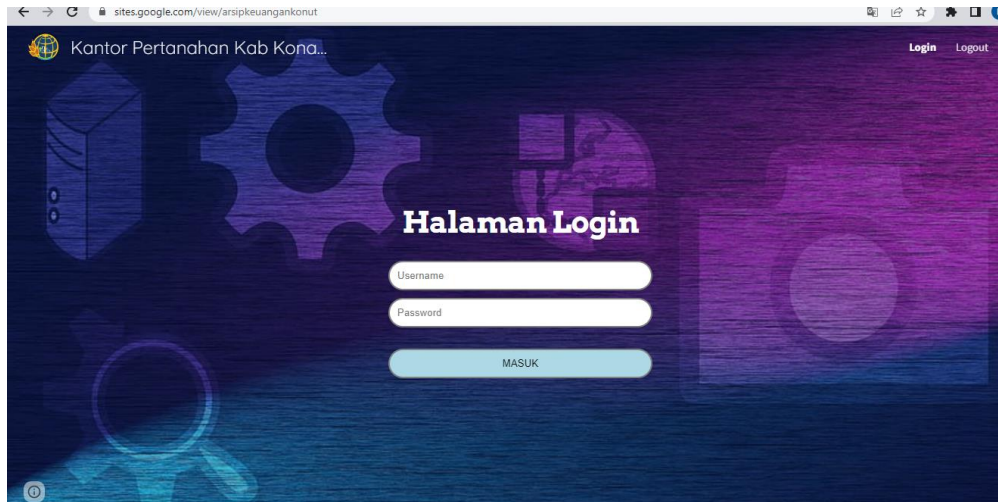 sites.google.com/view/arsipkeuangankonut
Kantor Pertanahan Kab Kona...
Login Logout
Halaman Login
Username
Password
MASUK